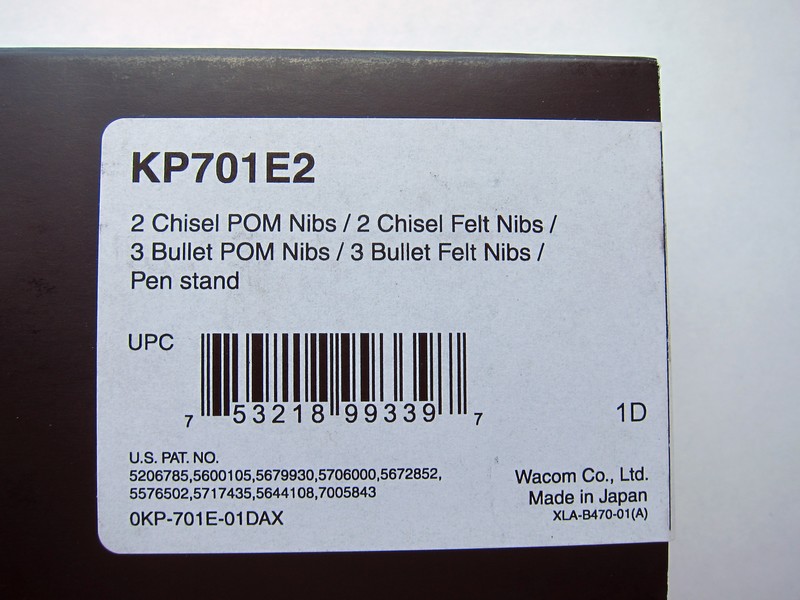 KP701E2
2 Chisel POM Nibs / 2 Chisel Felt Nibs /
3 Bullet POM Nibs / 3 Bullet Felt Nibs /
Pen stand
UPC
7 53218 99339 7
1D
U.S. PAT. NO.
5206785,5600105,5679930,5706000,5672852,
5576502,5717435,5644108,7005843
0KP-701E-01DAX
Wacom Co., Ltd.
Made in Japan
XLA-B470-01(A)